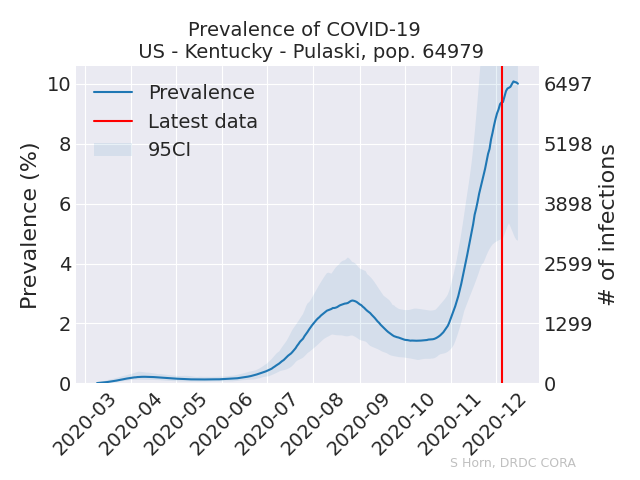 Prevalence of COVID-19
US - Kentucky - Pulaski, pop. 64979
Prevalence
Latest data
95CI
Prevalence (%)
10
8
6
4
2
0
6497
5198
3898
2599
1299
0
# of infections
2020-03
2020-04
2020-05
2020-06
2020-07
2020-08
2020-09
2020-10
2020-11
2020-12
S Horn, DRDC CORA